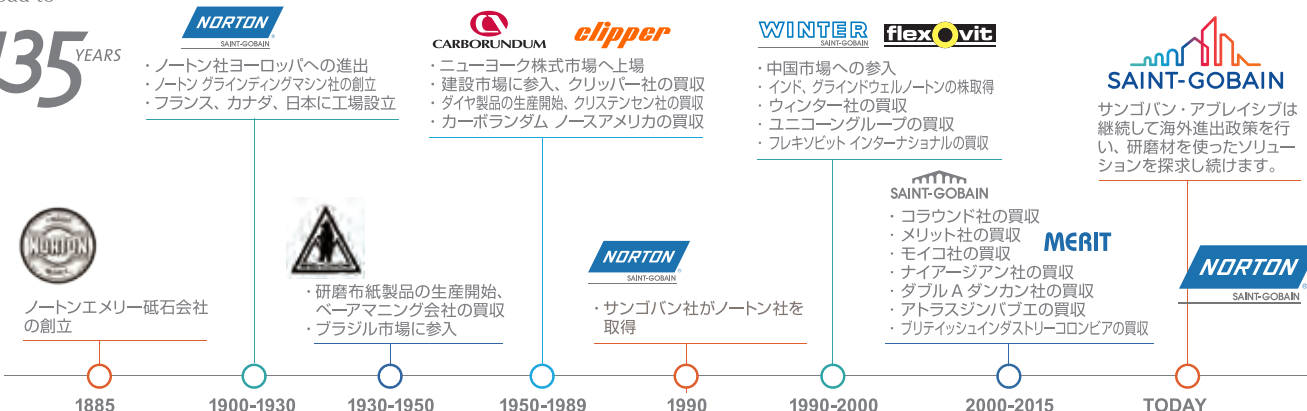 135 YEARS
NORTON
SAINT-GOBAIN
・ノートン社ヨーロッパへの進出
・ノートン グラインディングマシン社の創立
・フランス、カナダ、日本に工場設立
CARBORUNDUM
clipper
・ニューヨーク株式市場へ上場
・建設市場に参入、クリッパー社の買収
・ダイヤ製品の生産開始、クリステンセン社の買収
・カーボランダム ノースアメリカの買収
WINTER
SAINT-GOBAIN
flexovit
・中国市場への参入
・インド、グラインドウェルノートンの株取得
・ウィンター社の買収
・ユニコーングループの買収
・フレキソビット インターナショナルの買収
SAINT-GOBAIN
サンゴバン・アブレイシブは
継続して海外進出政策を行
い、研磨材を使ったソリュー
ションを探求し続けます。
NORTON
ノートンエメリー砥石会社
の創立
・研磨布紙製品の生産開始、
ベーアマニング会社の買収
・ブラジル市場に参入
NORTON
SAINT-GOBAIN
・サンゴバン社がノートン社を
取得
SAINT-GOBAIN
・コラウンド社の買収
・メリット社の買収
・モイコ社の買収
・ナイアージアン社の買収
・ダブル A ダンカン社の買収
・アトラスジンバブエの買収
・ブリテイッシュインダストリーコロンビアの買収
MERIT
NORTON
SAINT-GOBAIN
1885
1900-1930
1930-1950
1950-1989
1990
1990-2000
2000-2015
TODAY